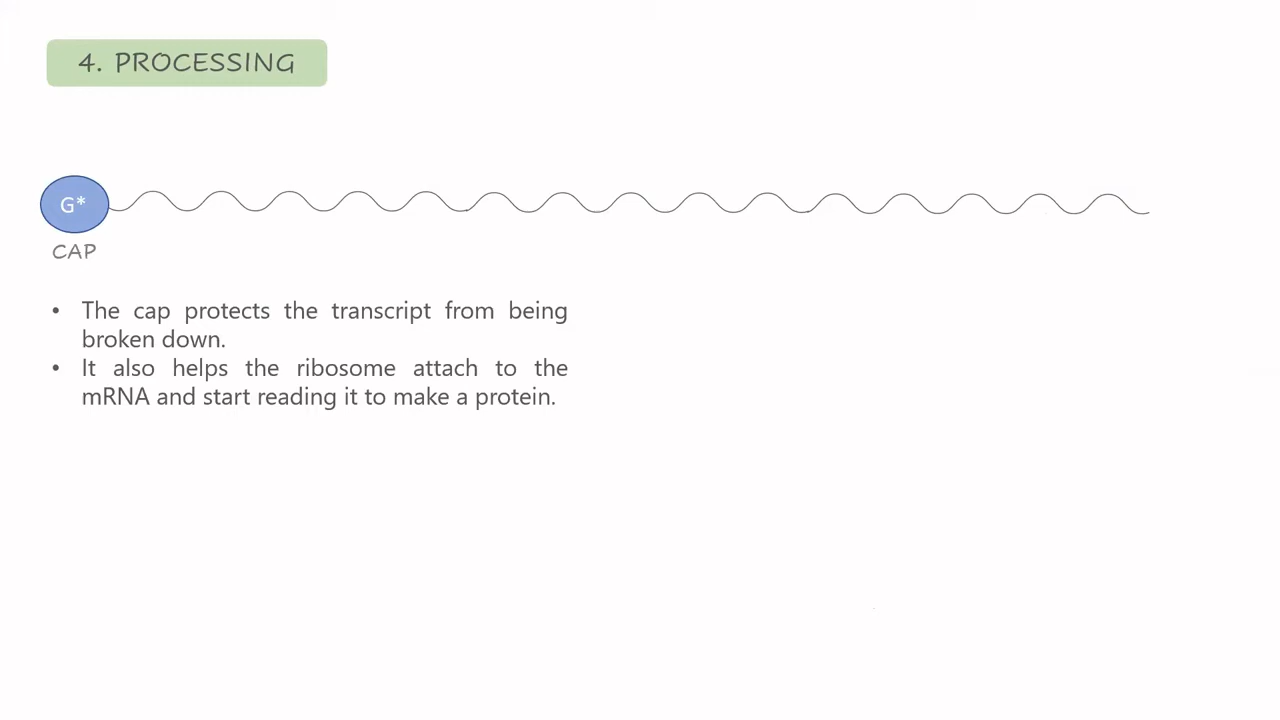 4. PROCESSING
G*
CAP
• The cap protects the transcript from being
broken down.
• It also helps the ribosome attach to the
mRNA and start reading it to make a protein.